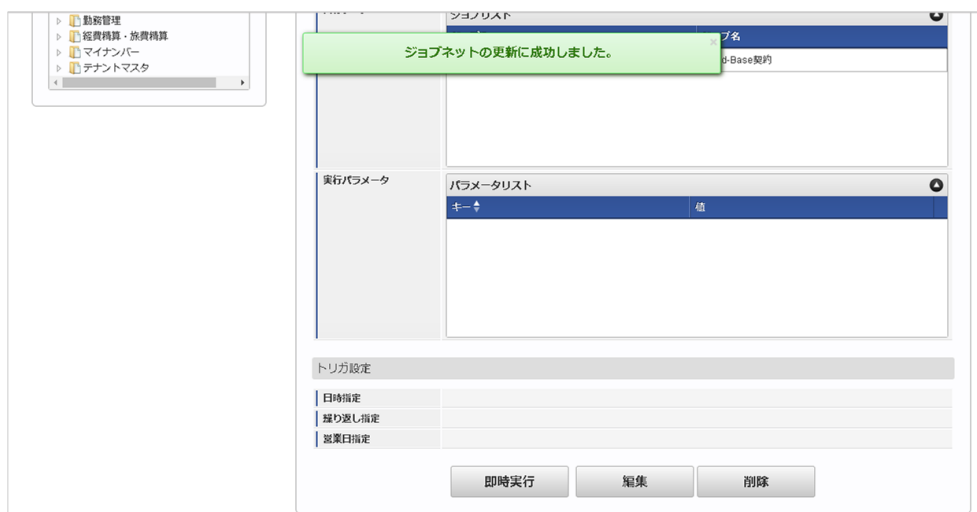 勤務管理
経費精算・旅費精算
マイナンバー
テナントマスタ
ジョブリスト
ジョブネットの更新に成功しました。
ブ名
d-Base契約
実行パラメータ
パラメータリスト
キー
値
トリガ設定
日時指定
繰り返し指定
営業日指定
即時実行
編集
削除